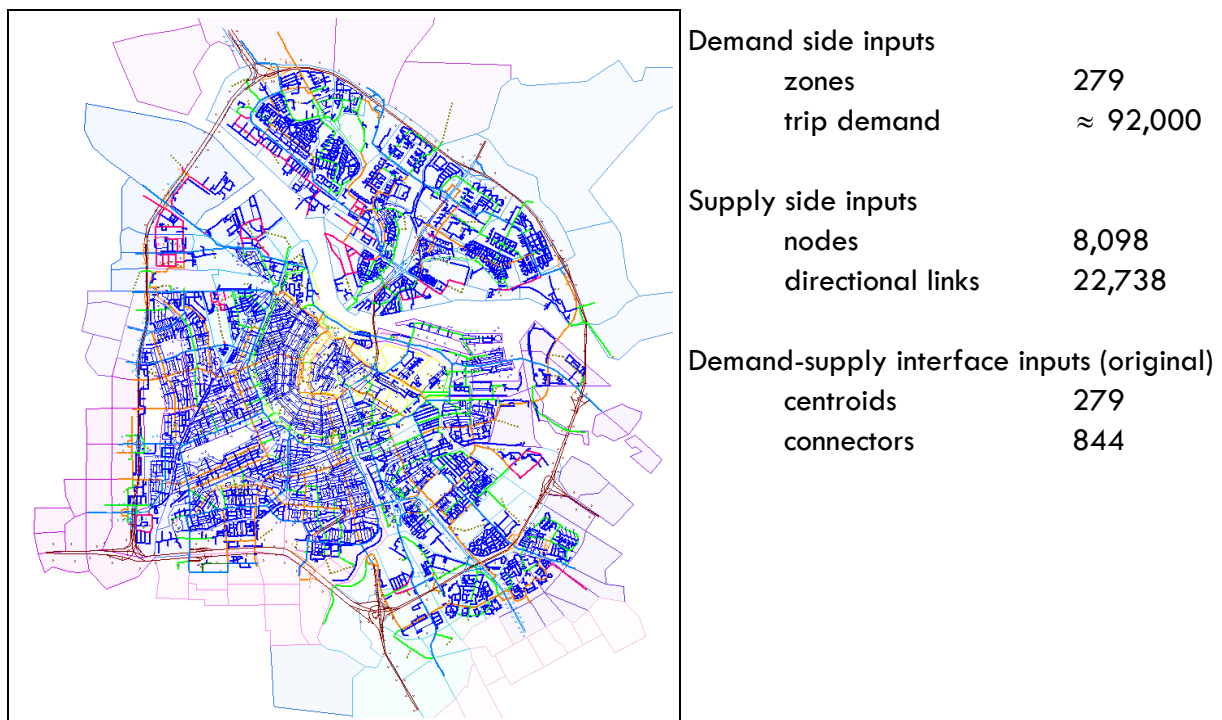 Demand side inputs
zones 279
trip demand ≈ 92,000
Supply side inputs
nodes 8,098
directional links 22,738
Demand-supply interface inputs (original)
centroids 279
connectors 844